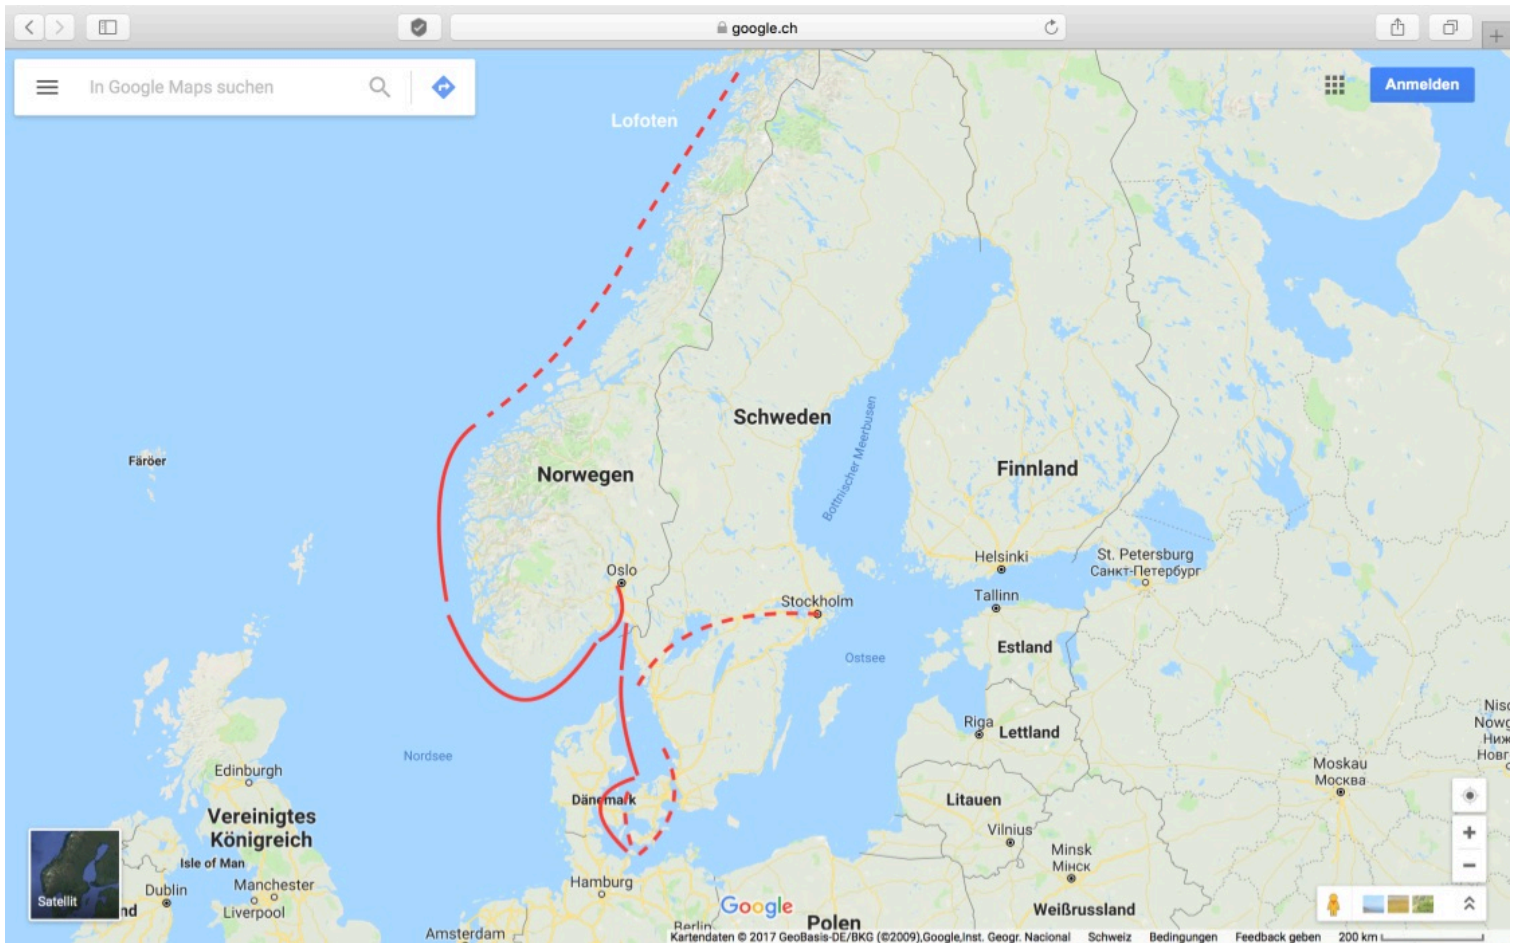 google.ch
In Google Maps suchen
Anmelden
Lofoten
Schweden
Färöer
Norwegen
Bottnischer Meerbusen
Finnland
Oslo
Helsinki
St. Petersburg
Санкт-Петербург
Stockholm
Tallinn
Estland
Ostsee
Riga
Lettland
Nordsee
Moskau
Москва
Edinburgh
Dänemark
Litauen
Vereinigtes
Königreich
Vilnius
Minsk
Мінск
Isle of Man
Dublin
Manchester
Liverpool
Hamburg
Satellit
Google
Weißrussland
Polen
Berlin
Amsterdam
Kartendaten © 2017 GeoBasis-DE/BKG (©2009),Google,Inst. Geogr. Nacional
Schweiz
Bedingungen
Feedback geben
200 km